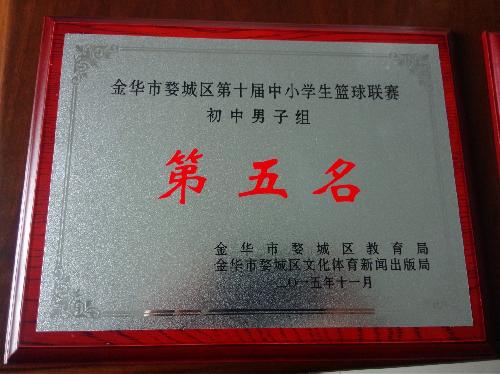 金华市婺城区第十届中小学生篮球联赛
初中男子组
第五名
金华市婺城区教育局
金华市婺城区文化体育新闻出版局
二〇一五年十一月